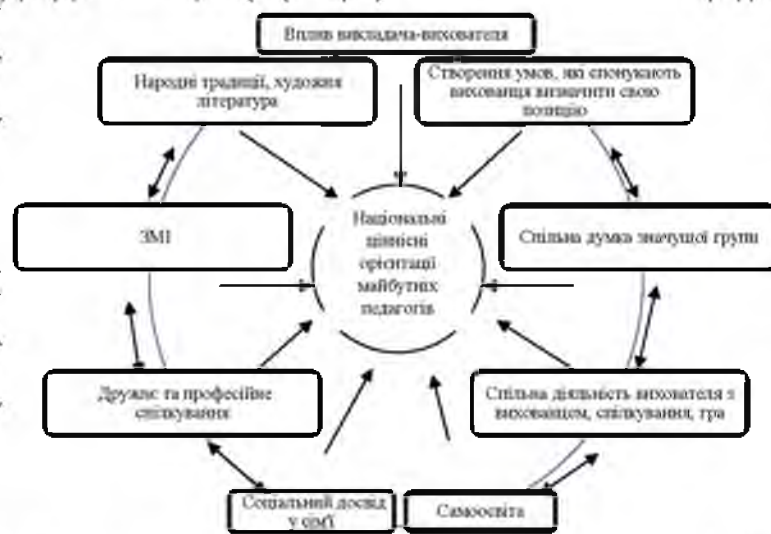 Вплив викладача-вихователя
Народні традиції, художня
література
Створення умов, які спонукають
вихованця визначити свою
позицію
ЗМІ
Національні
ціннісні
орієнтації
майбутніх
педагогів
Спільна думка значущої групи
Дружнє та професійне
спілкування
Спільна діяльність вихователя з
вихованцем, спілкування, гра
Соціальний досвід
у сім'ї
Самоосвіта